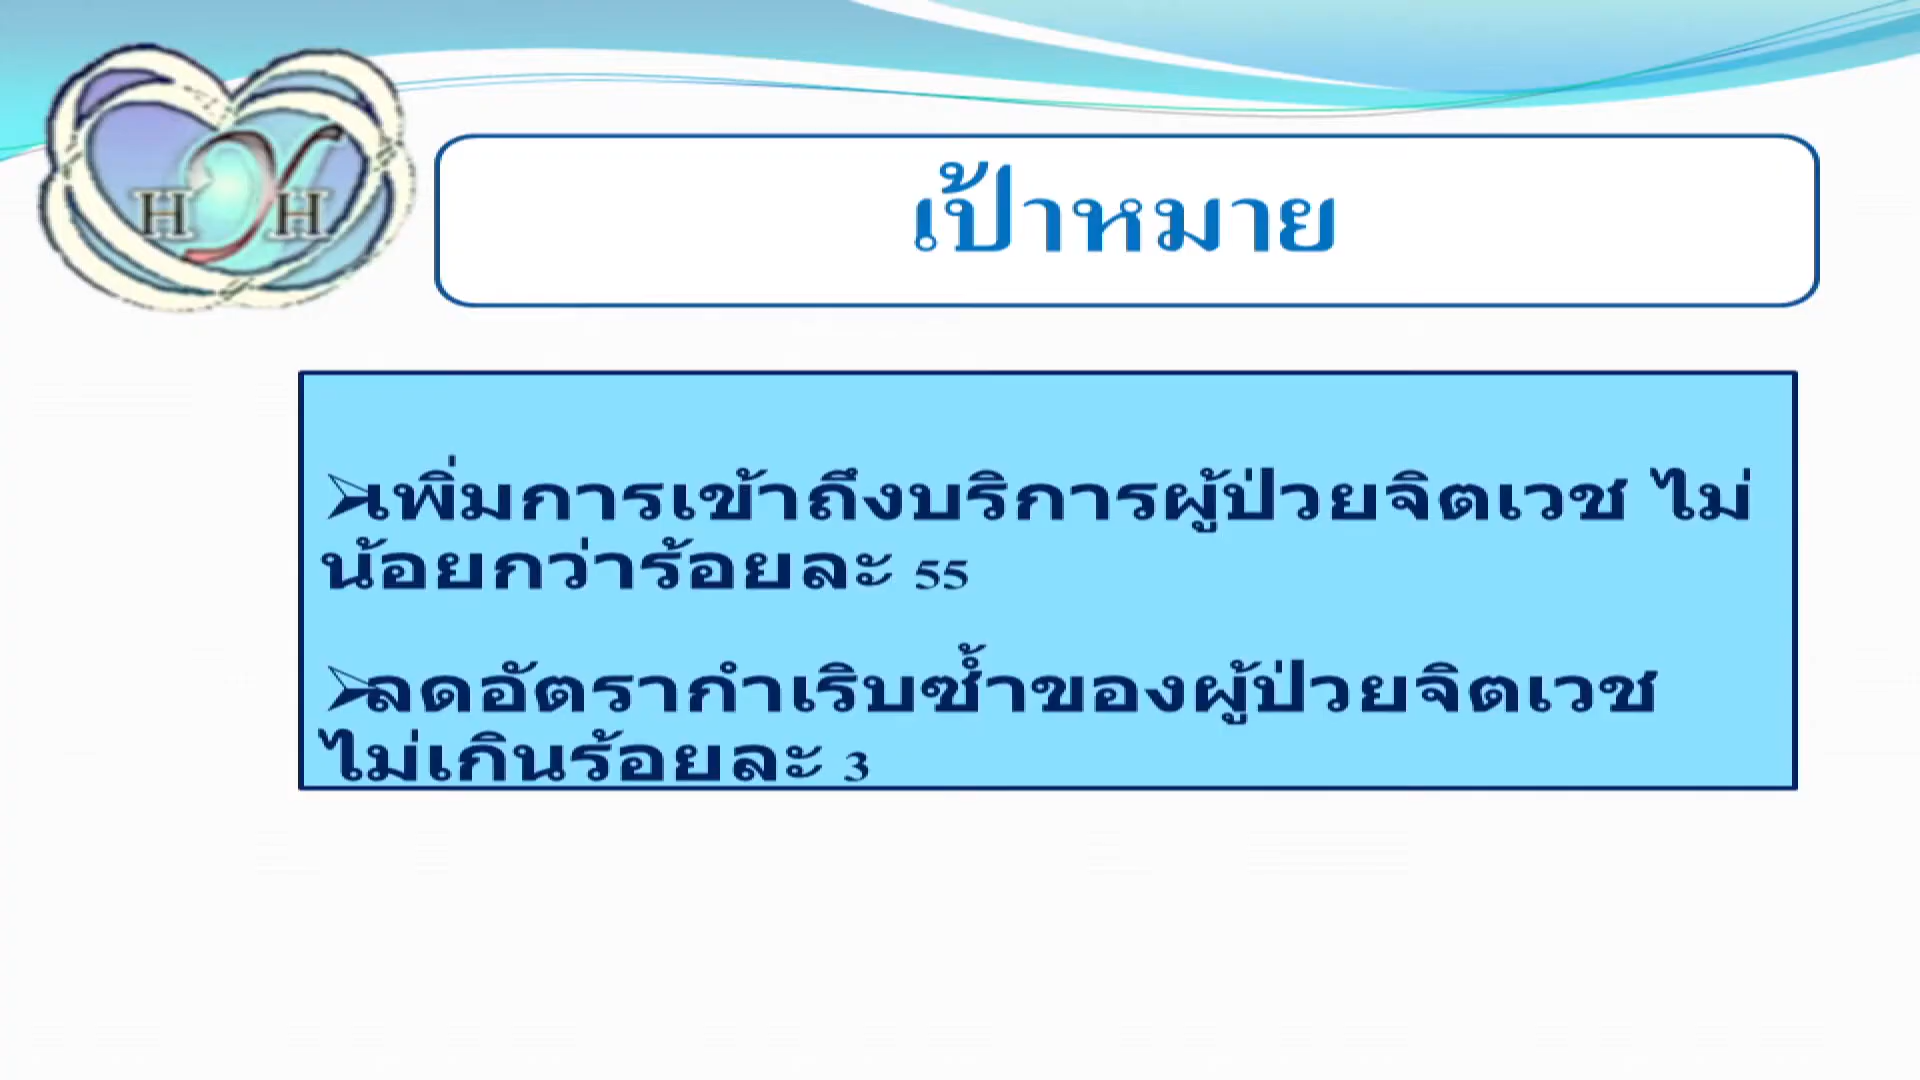 HYH
เป้าหมาย
➢เพิ่มการเข้าถึงบริการผู้ป่วยจิตเวช ไม่
น้อยกว่าร้อยละ 55
➢ลดอัตรากำเริบซ้ำของผู้ป่วยจิตเวช
ไม่เกินร้อยละ 3